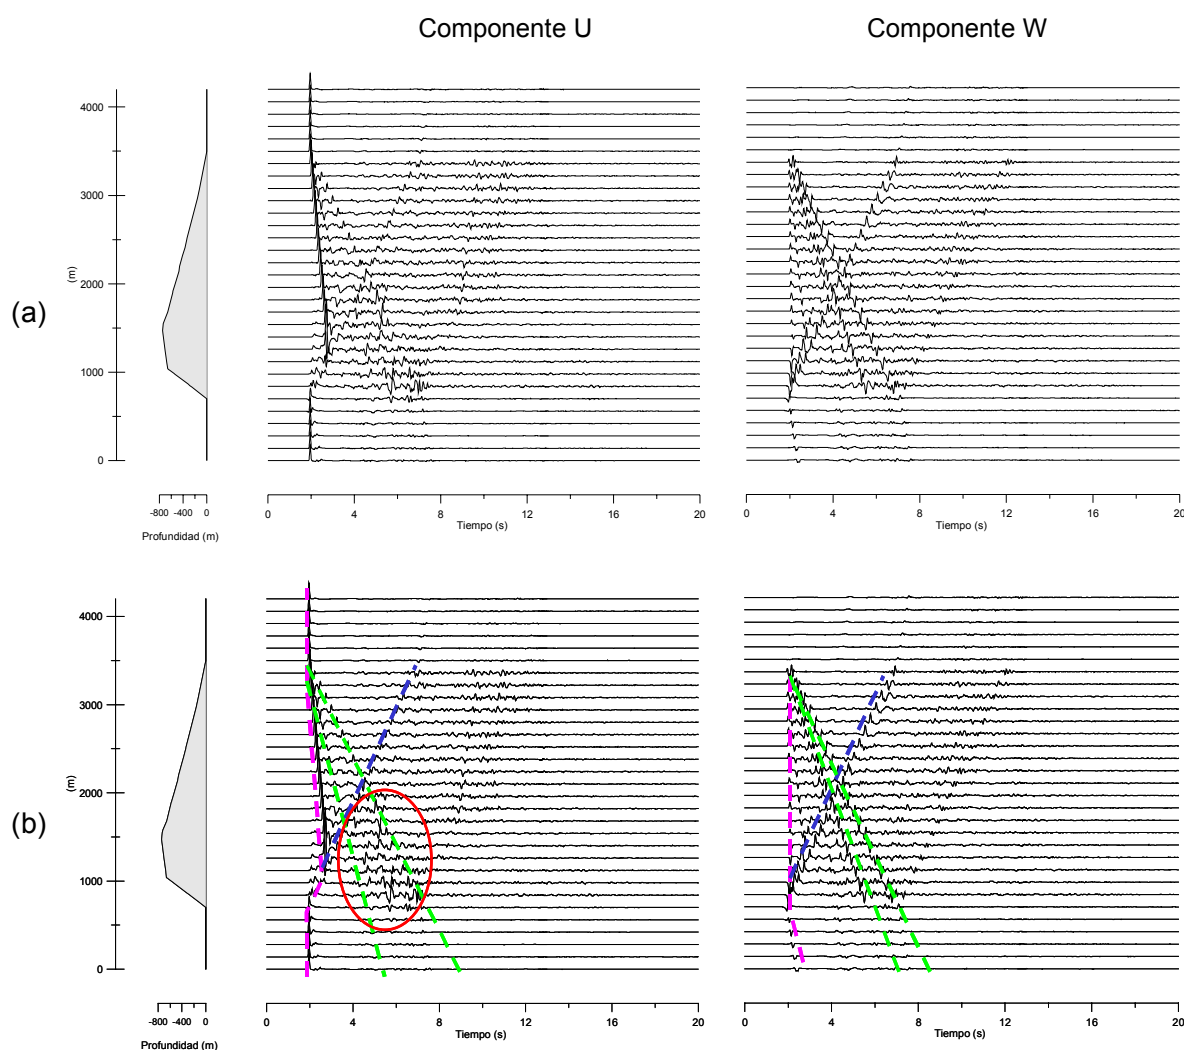 Componente U
Componente W
(a)
4000
3000
2000
1000
0
(m)
-800 -400 0
Profundidad (m)
0 4 8 12 16 20
Tiempo (s)
0 4 8 12 16 20
Tiempo (s)
(b)
4000
3000
2000
1000
0
(m)
-800 -400 0
Profundidad (m)
0 4 8 12 16 20
Tiempo (s)
0 4 8 12 16 20
Tiempo (s)